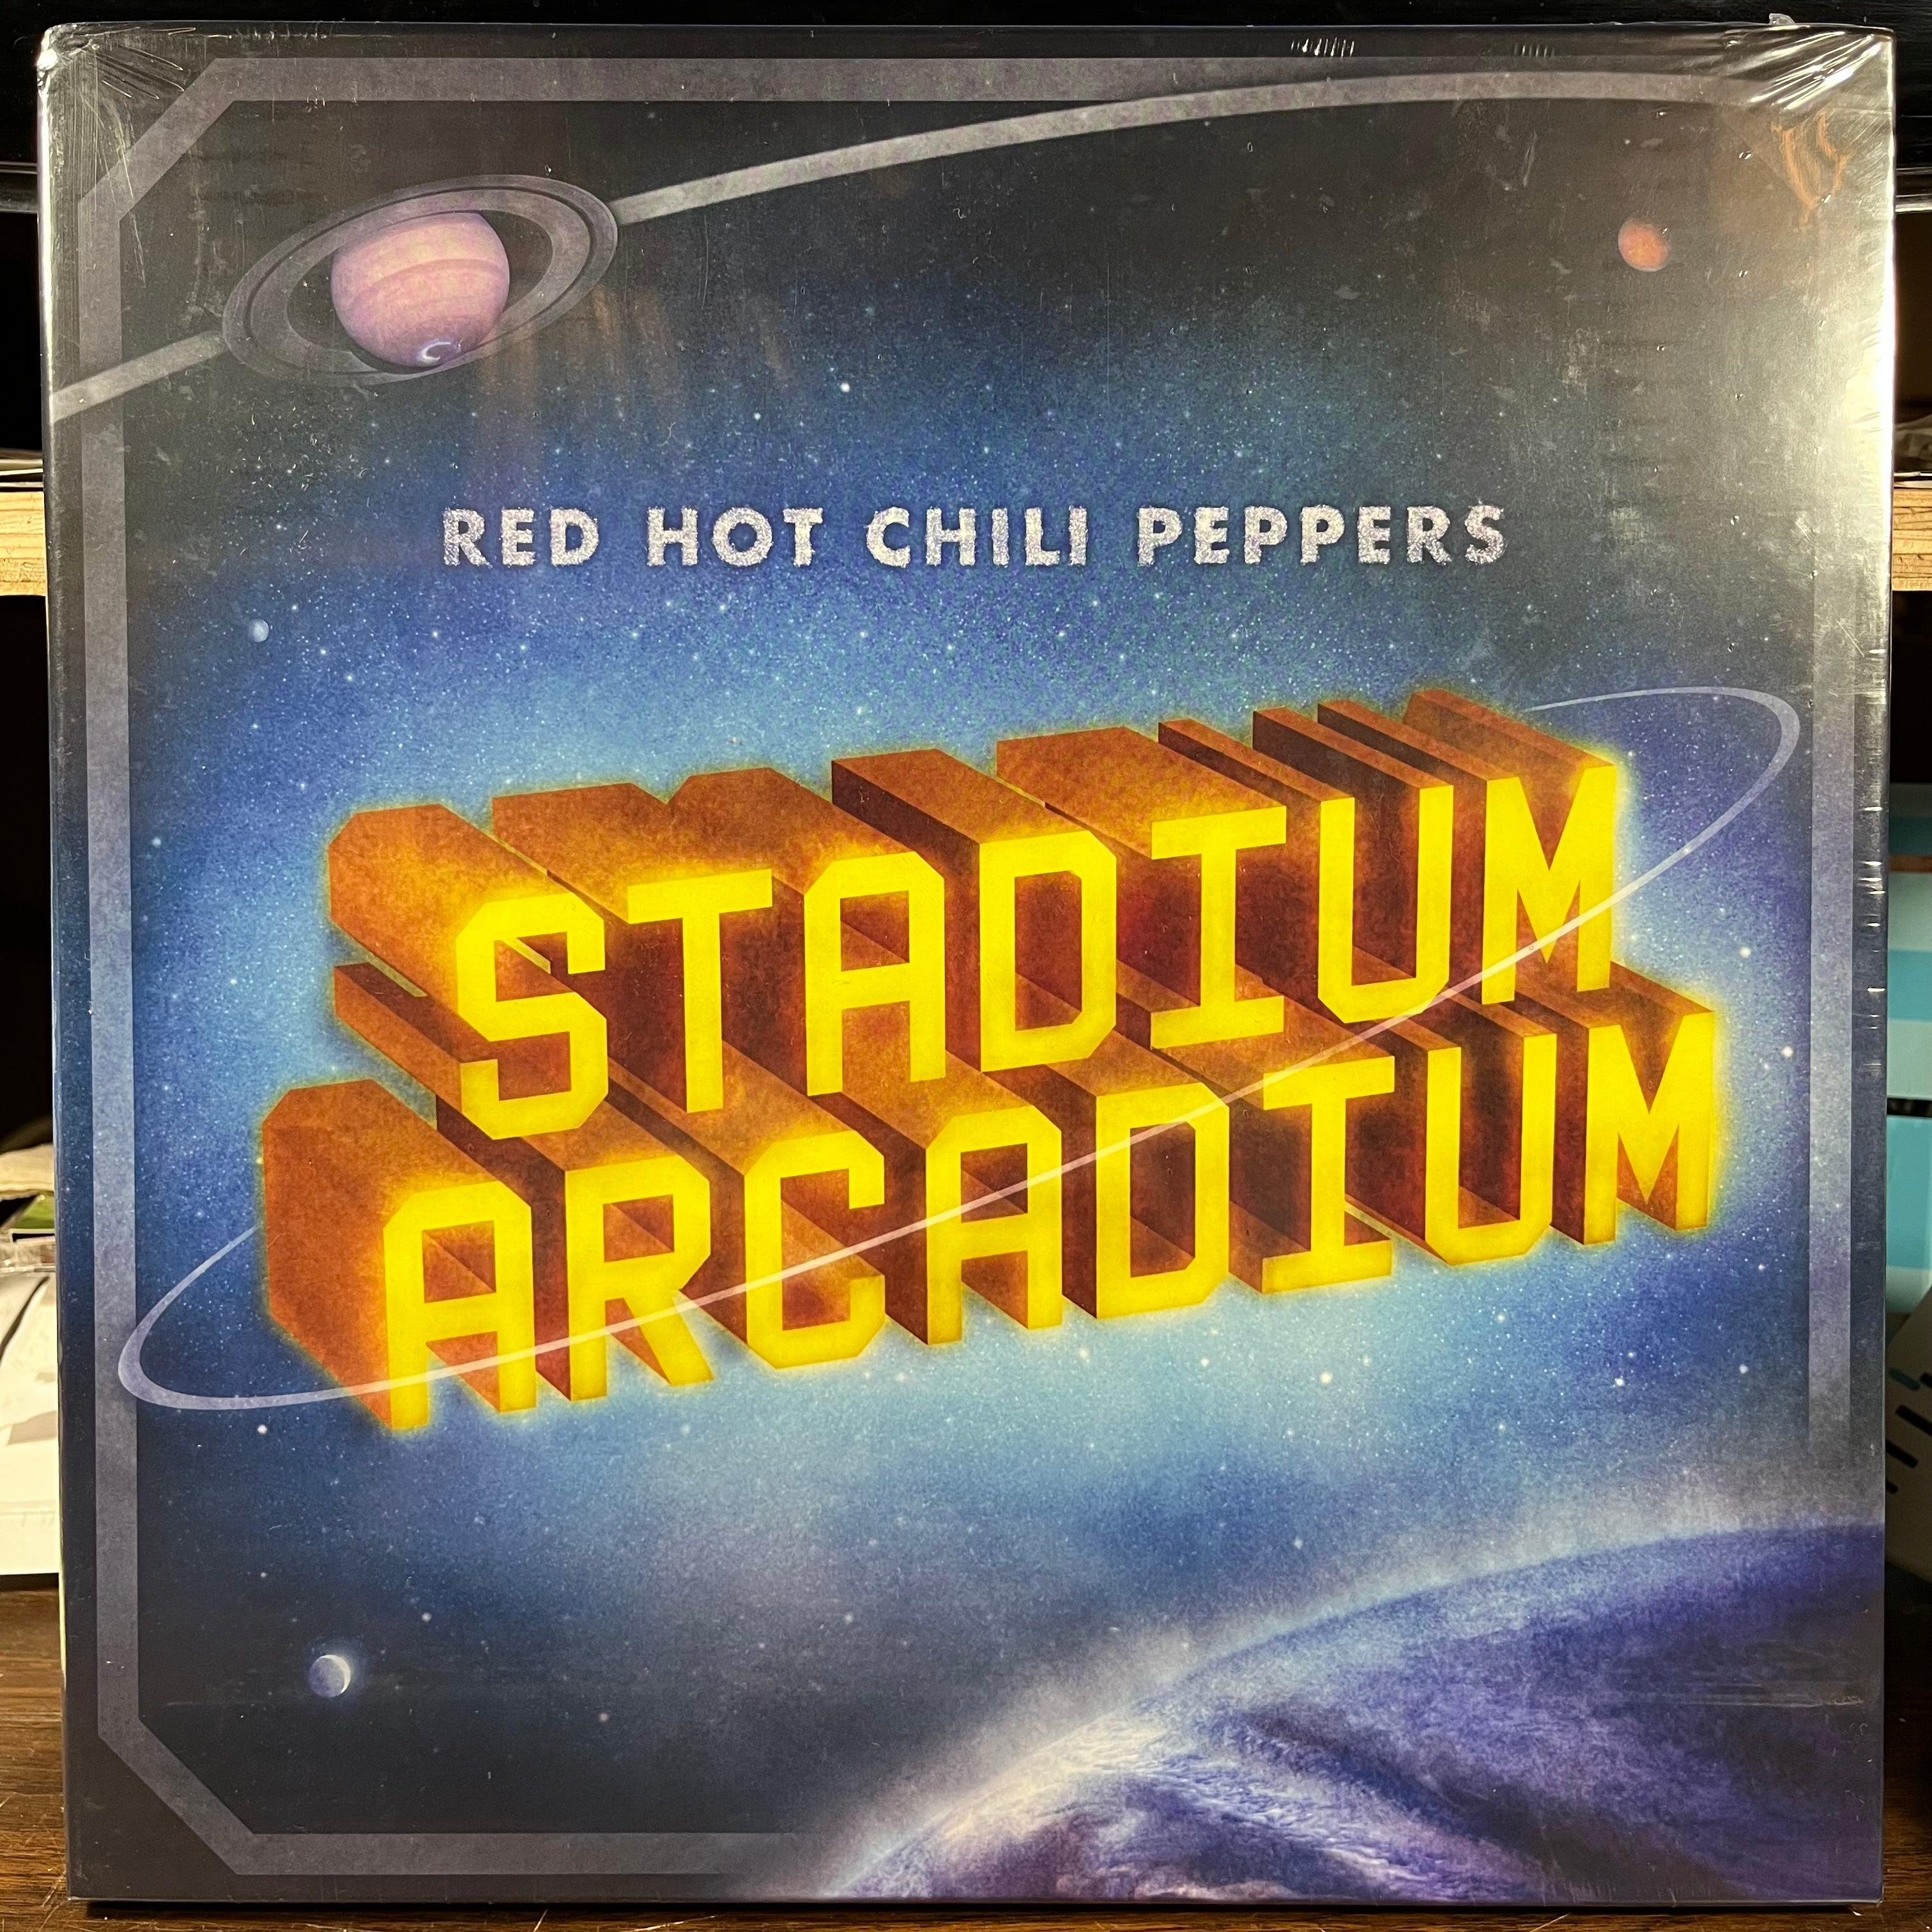 RED HOT CHILI PEPPERS
STADIUM
ARCADIUM